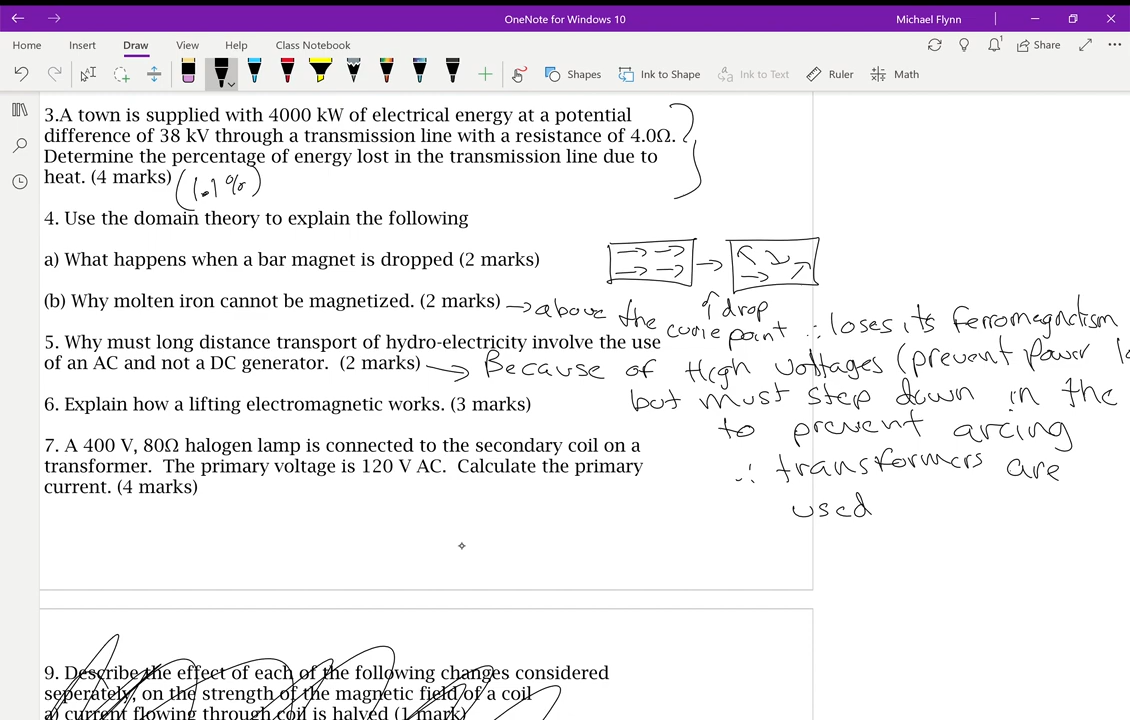 OneNote for Windows 10
Michael Flynn
Home Insert Draw View Help Class Notebook
1
Share
Shapes Ink to Shape Ink to Text Ruler Math
3.A town is supplied with 4000 kW of electrical energy at a potential
difference of 38 kV through a transmission line with a resistance of 4.0Ω.
Determine the percentage of energy lost in the transmission line due to
heat. (4 marks) (1.1%)
4. Use the domain theory to explain the following
a) What happens when a bar magnet is dropped (2 marks)
drop
(b) Why molten iron cannot be magnetized. (2 marks) → above the curie point ∴ loses its ferromagnetism
5. Why must long distance transport of hydro-electricity involve the use
of an AC and not a DC generator. (2 marks) → Because of High voltages (prevent power
but must step down in the
to prevent arcing
∴ transformers are
used
6. Explain how a lifting electromagnetic works. (3 marks)
7. A 400 V, 80Ω halogen lamp is connected to the secondary coil on a
transformer. The primary voltage is 120 V AC. Calculate the primary
current. (4 marks)
9. Describe the effect of each of the following changes considered
seperately, on the strength of the magnetic field of a coil
a) current flowing through coil is halved (1 mark)